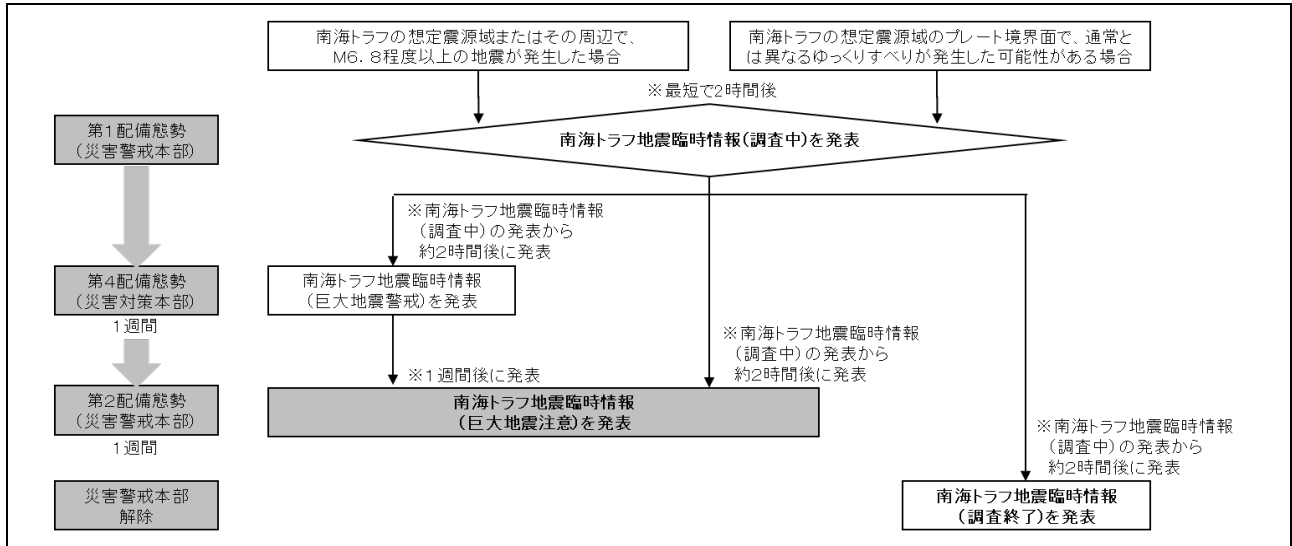 南海トラフの想定震源域またはその周辺で、
M6.8程度以上の地震が発生した場合
南海トラフの想定震源域のプレート境界面で、通常と
は異なるゆっくりすべりが発生した可能性がある場合
※最短で2時間後
第1配備態勢
(災害警戒本部)
南海トラフ地震臨時情報(調査中)を発表
※南海トラフ地震臨時情報
(調査中)の発表から
約2時間後に発表
第4配備態勢
(災害対策本部)
1週間
南海トラフ地震臨時情報
(巨大地震警戒)を発表
※南海トラフ地震臨時情報
(調査中)の発表から
約2時間後に発表
※1週間後に発表
第2配備態勢
(災害警戒本部)
1週間
南海トラフ地震臨時情報
(巨大地震注意)を発表
※南海トラフ地震臨時情報
(調査中)の発表から
約2時間後に発表
災害警戒本部
解除
南海トラフ地震臨時情報
(調査終了)を発表